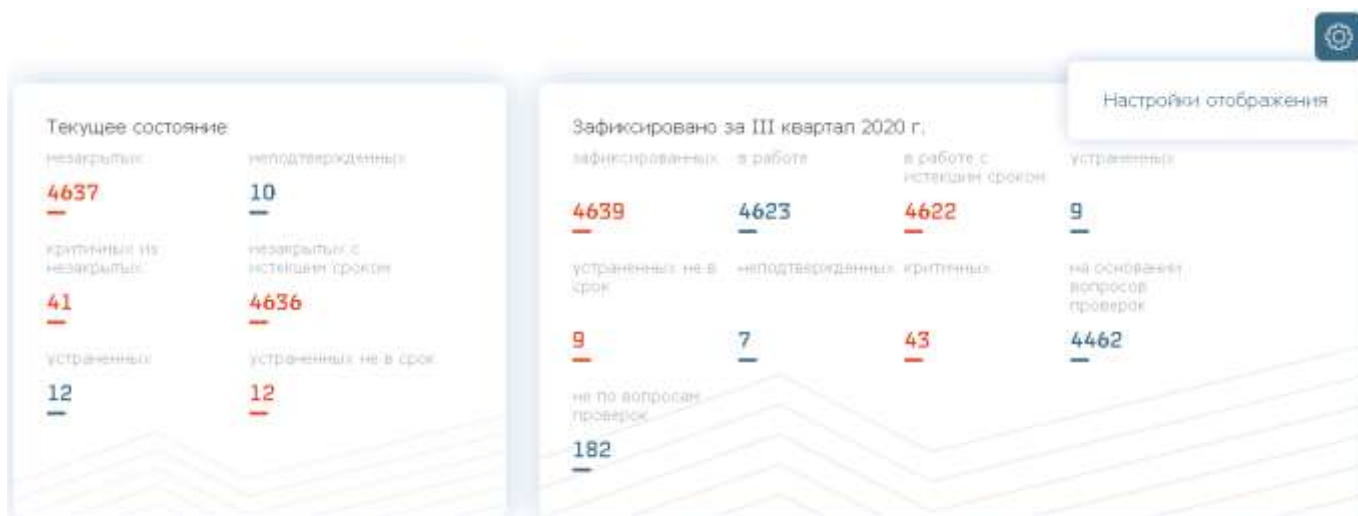 Настройки отображения
Текущее состояние
незакрытых
неподтвержденных
4637
10
критичных из
незакрытых
незакрытых с
истекшим сроком
41
4636
устраненных
устраненных не в срок
12
12
Зафиксировано за III квартал 2020 г.
зафиксированных
в работе
в работе с
истекшим сроком
устраненных
4639
4623
4622
9
устраненных не в
срок
неподтвержденных
критичных
на основании
вопросов
проверок
9
7
43
4462
не по вопросам
проверок
182